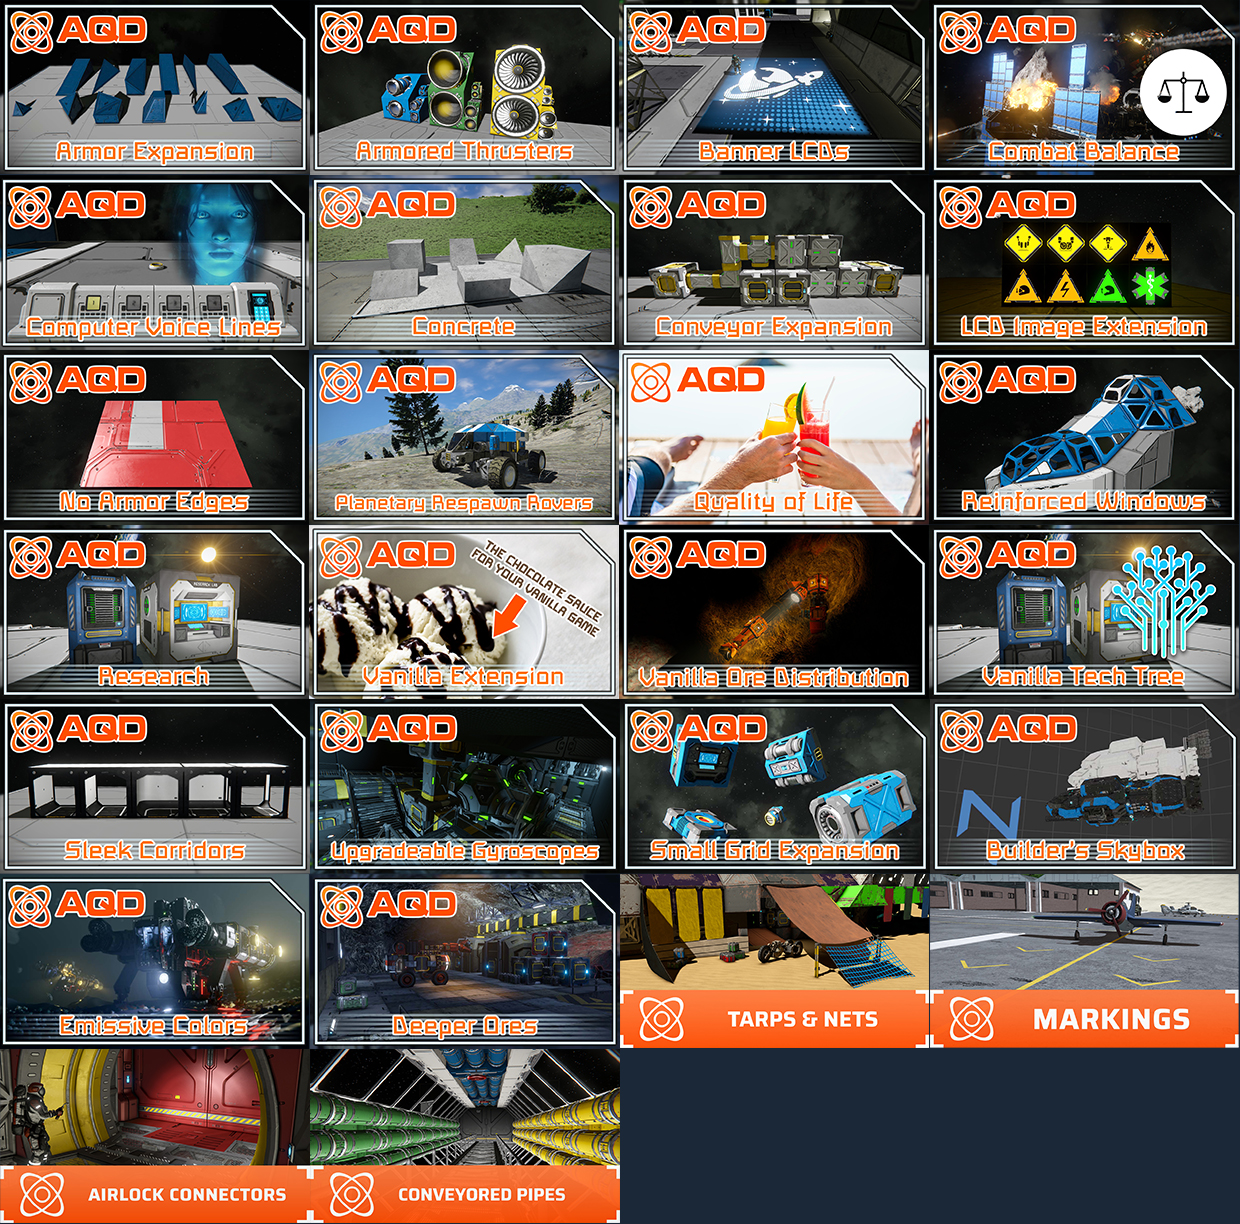 AQD
Armor Expansion
AQD
Armored Thrusters
AQD
Banner LCDs
AQD
Combat Balance
AQD
Computer Voice Lines
AQD
Concrete
AQD
Conveyor Expansion
AQD
LCD Image Extension
AQD
No Armor Edges
AQD
Planetary Respawn Rovers
AQD
Quality of Life
AQD
Reinforced Windows
AQD
Research
AQD
THE CHOCOLATE SAUCE
FOR YOUR VANILLA GAME
Vanilla Extension
AQD
Vanilla Ore Distribution
AQD
Vanilla Tech Tree
AQD
Sleek Corridors
AQD
Upgradeable Gyroscopes
AQD
Small Grid Expansion
AQD
N
Builder's Skybox
AQD
Emissive Colors
AQD
Deeper Ores
TARPS & NETS
MARKINGS
AIRLOCK CONNECTORS
CONVEYORED PIPES